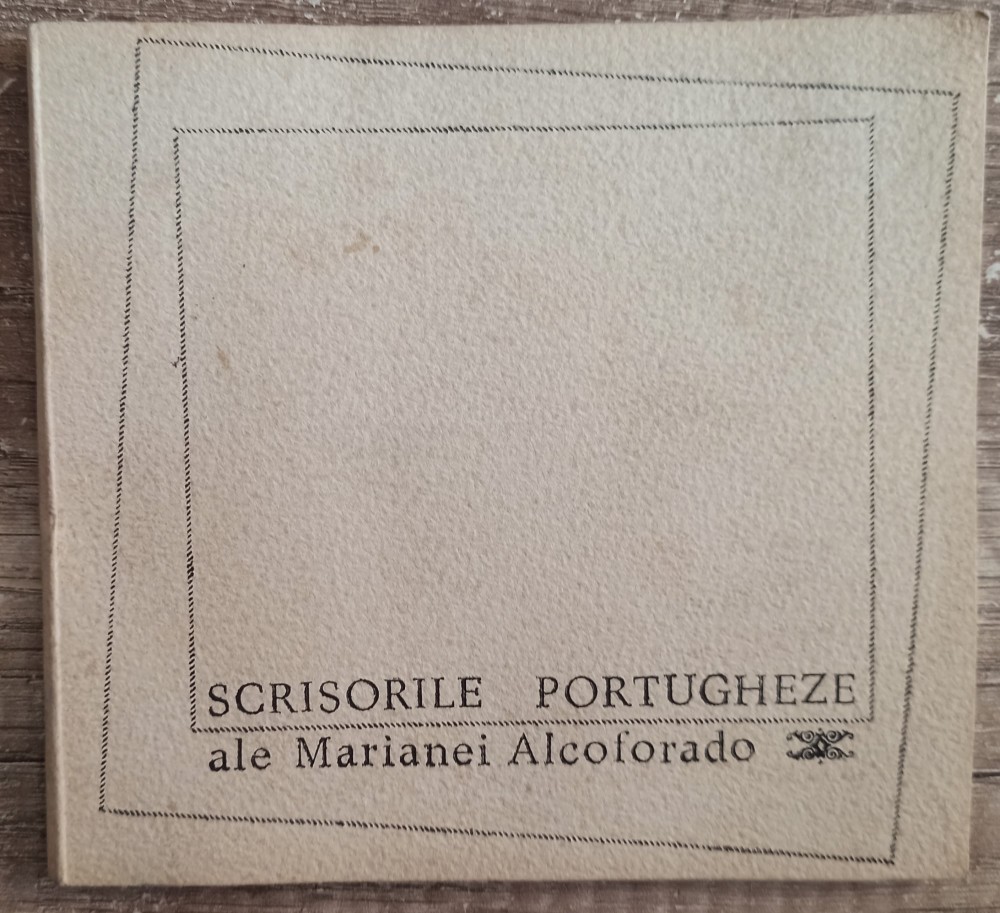 SCRISORILE PORTUGHEZE
ale Marianei Alcoforado